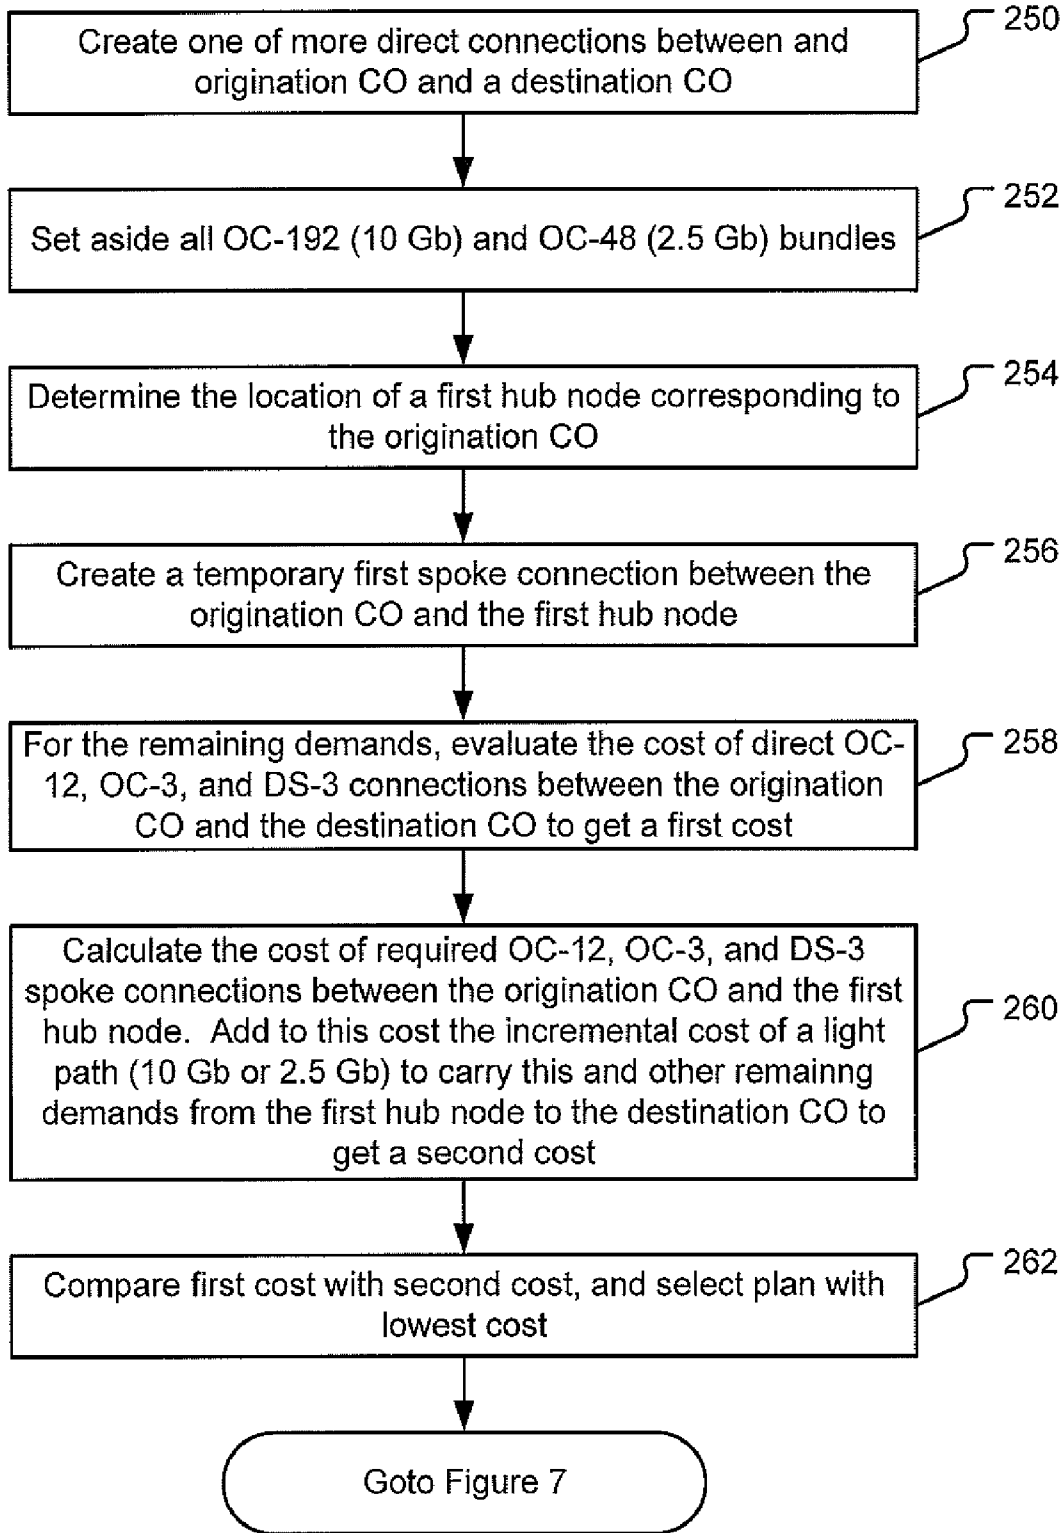 Create one of more direct connections between and
origination CO and a destination CO
250
Set aside all OC-192 (10 Gb) and OC-48 (2.5 Gb) bundles
252
Determine the location of a first hub node corresponding to
the origination CO
254
Create a temporary first spoke connection between the
origination CO and the first hub node
256
For the remaining demands, evaluate the cost of direct OC-
12, OC-3, and DS-3 connections between the origination
CO and the destination CO to get a first cost
258
Calculate the cost of required OC-12, OC-3, and DS-3
spoke connections between the origination CO and the first
hub node.  Add to this cost the incremental cost of a light
path (10 Gb or 2.5 Gb) to carry this and other remainng
demands from the first hub node to the destination CO to
get a second cost
260
Compare first cost with second cost, and select plan with
lowest cost
262
Goto Figure 7